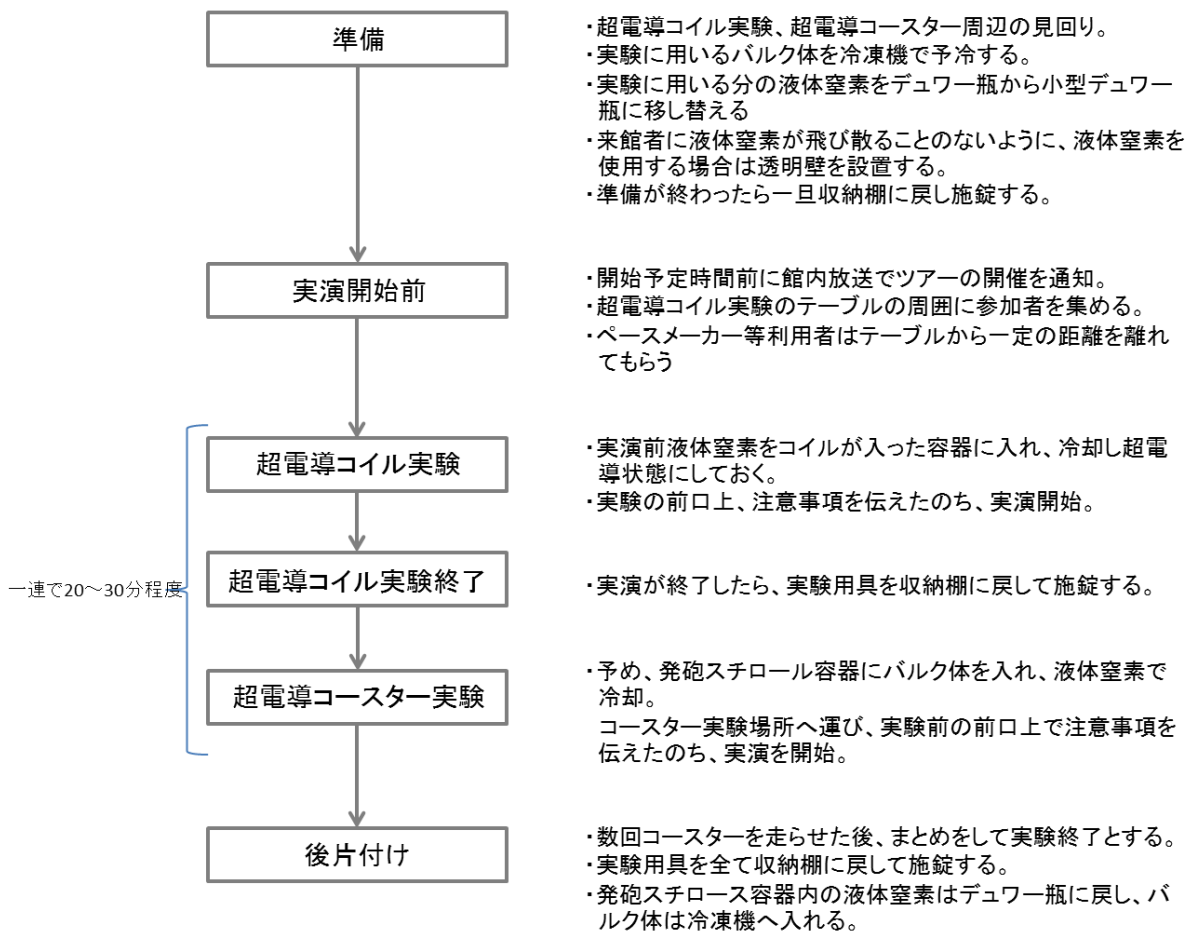 準備
・超電導コイル実験、超電導コースター周辺の見回り。
・実験に用いるバルク体を冷凍機で予冷する。
・実験に用いる分の液体窒素をデュワー瓶から小型デュワー
瓶に移し替える
・来館者に液体窒素が飛び散ることのないように、液体窒素を
使用する場合は透明壁を設置する。
・準備が終わったら一旦収納棚に戻し施錠する。
実演開始前
・開始予定時間前に館内放送でツアーの開催を通知。
・超電導コイル実験のテーブルの周囲に参加者を集める。
・ペースメーカー等利用者はテーブルから一定の距離を離れ
てもらう
一連で20～30分程度
超電導コイル実験
・実演前液体窒素をコイルが入った容器に入れ、冷却し超電
導状態にしておく。
・実験の前口上、注意事項を伝えたのち、実演開始。
超電導コイル実験終了
・実演が終了したら、実験用具を収納棚に戻して施錠する。
超電導コースター実験
・予め、発砲スチロール容器にバルク体を入れ、液体窒素で
冷却。
コースター実験場所へ運び、実験前の前口上で注意事項を
伝えたのち、実演を開始。
後片付け
・数回コースターを走らせた後、まとめをして実験終了とする。
・実験用具を全て収納棚に戻して施錠する。
・発砲スチロース容器内の液体窒素はデュワー瓶に戻し、バ
ルク体は冷凍機へ入れる。